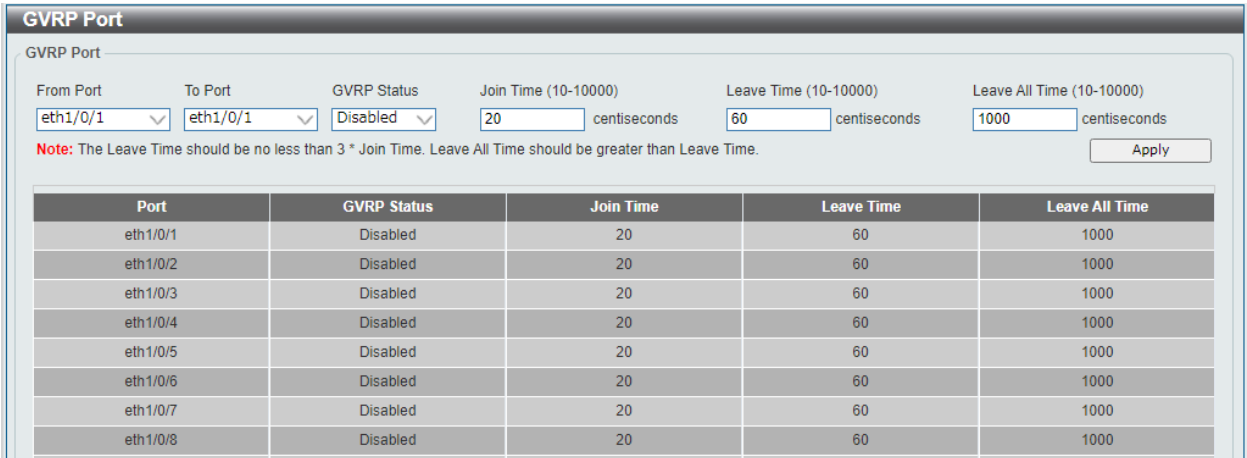 GVRP Port
GVRP Port
From Port To Port GVRP Status Join Time (10-10000) Leave Time (10-10000) Leave All Time (10-10000)
eth1/0/1 eth1/0/1 Disabled 20 centiseconds 60 centiseconds 1000 centiseconds
Note: The Leave Time should be no less than 3 * Join Time. Leave All Time should be greater than Leave Time. Apply
Port GVRP Status Join Time Leave Time Leave All Time
eth1/0/1 Disabled 20 60 1000
eth1/0/2 Disabled 20 60 1000
eth1/0/3 Disabled 20 60 1000
eth1/0/4 Disabled 20 60 1000
eth1/0/5 Disabled 20 60 1000
eth1/0/6 Disabled 20 60 1000
eth1/0/7 Disabled 20 60 1000
eth1/0/8 Disabled 20 60 1000